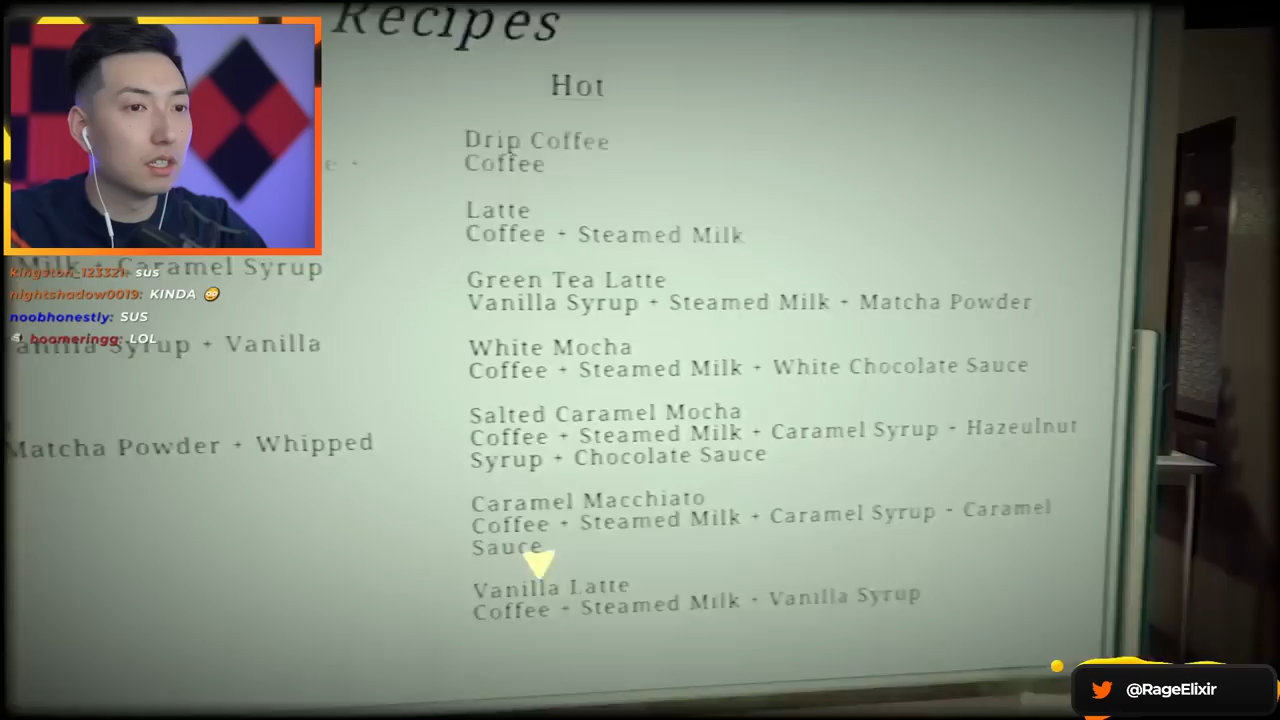 Recipes
Hot
Drip Coffee
Coffee
Latte
Coffee + Steamed Milk
Green Tea Latte
Vanilla Syrup + Steamed Milk + Matcha Powder
White Mocha
Coffee + Steamed Milk + White Chocolate Sauce
Salted Caramel Mocha
Coffee + Steamed Milk + Caramel Syrup + Hazeulnut
Syrup + Chocolate Sauce
Caramel Macchiato
Coffee + Steamed Milk + Caramel Syrup + Caramel
Sauce
Vanilla Latte
Coffee + Steamed Milk + Vanilla Syrup
e +
Milk + Caramel Syrup
Vanilla Syrup + Vanilla
Matcha Powder + Whipped
kingston_123321: sus
nightshadow0019: KINDA
noobhonestly: SUS
boameringg: LOL
@RageElixir